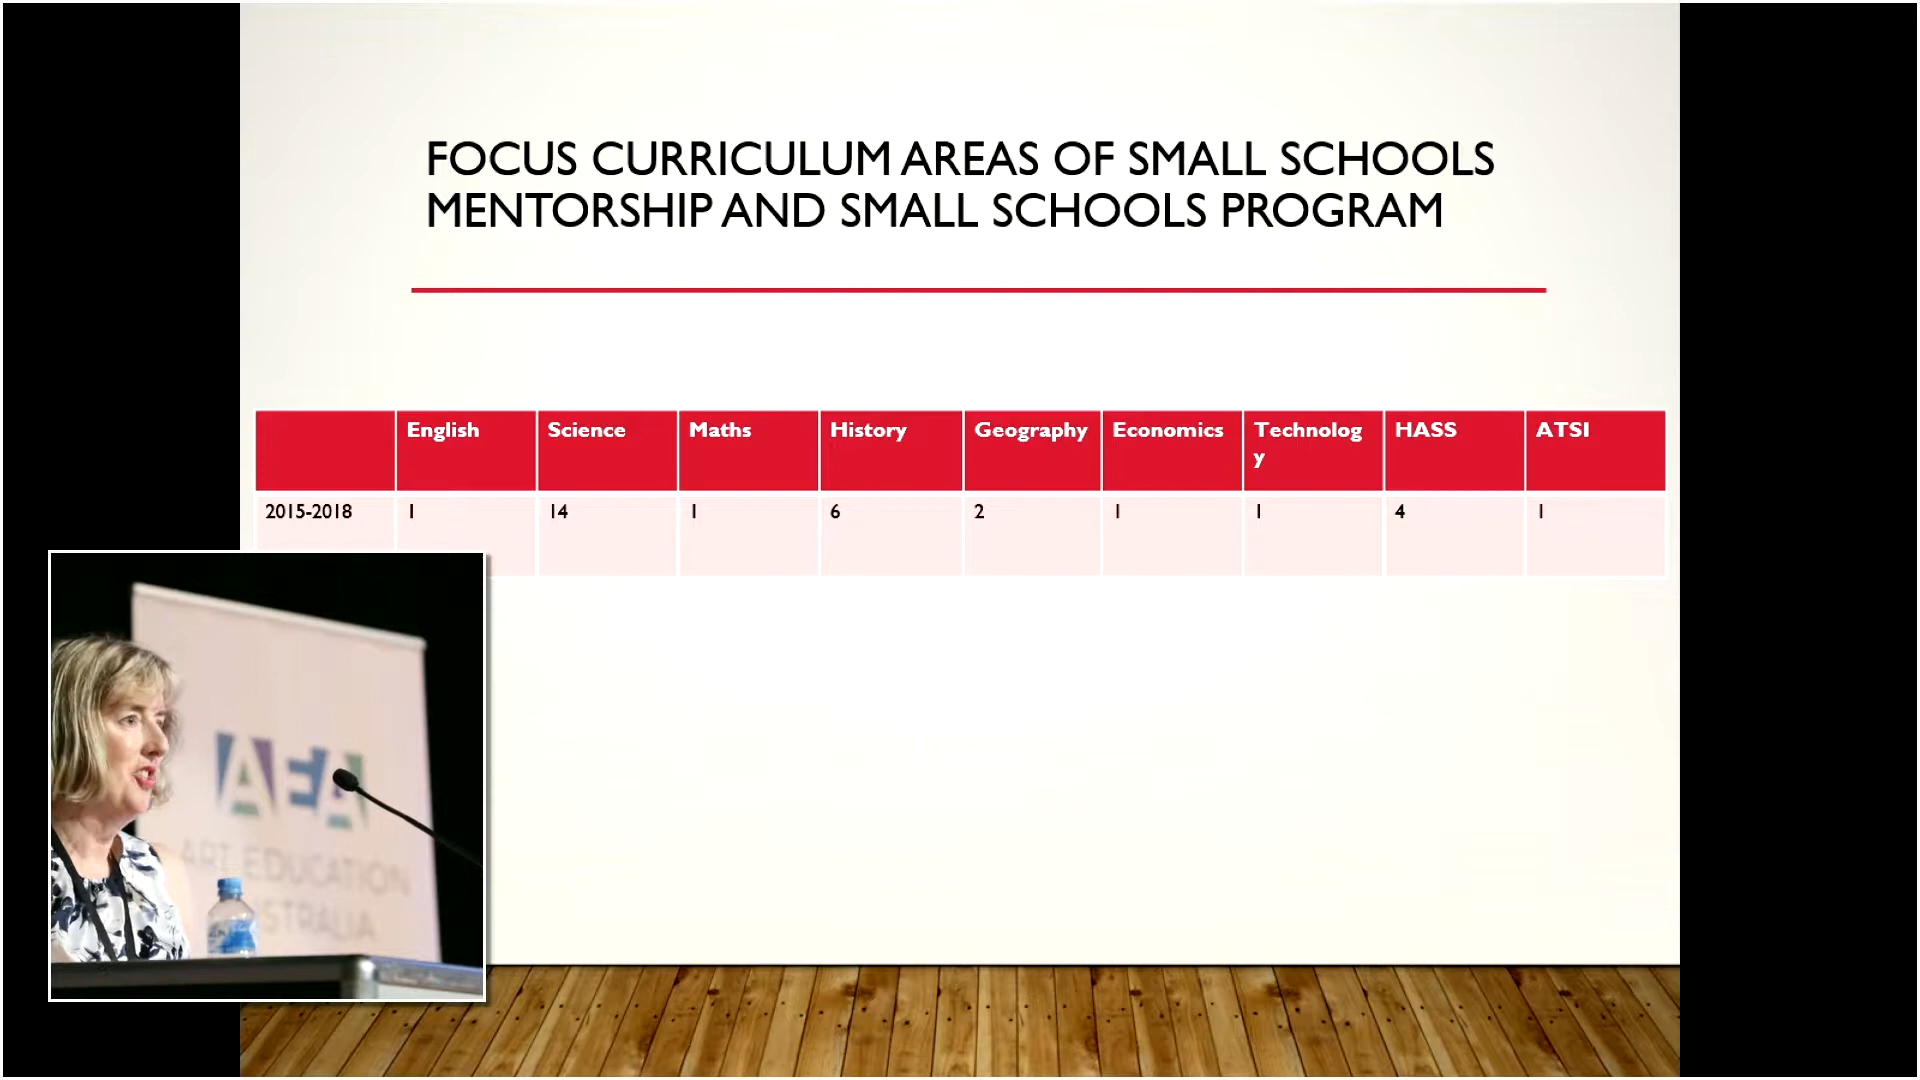 FOCUS CURRICULUM AREAS OF SMALL SCHOOLS
MENTORSHIP AND SMALL SCHOOLS PROGRAM
English Science Maths History Geography Economics Technolog HASS ATSI
y
2015-2018 1 14 1 6 2 1 1 4 1
AEA
ART EDUCATION